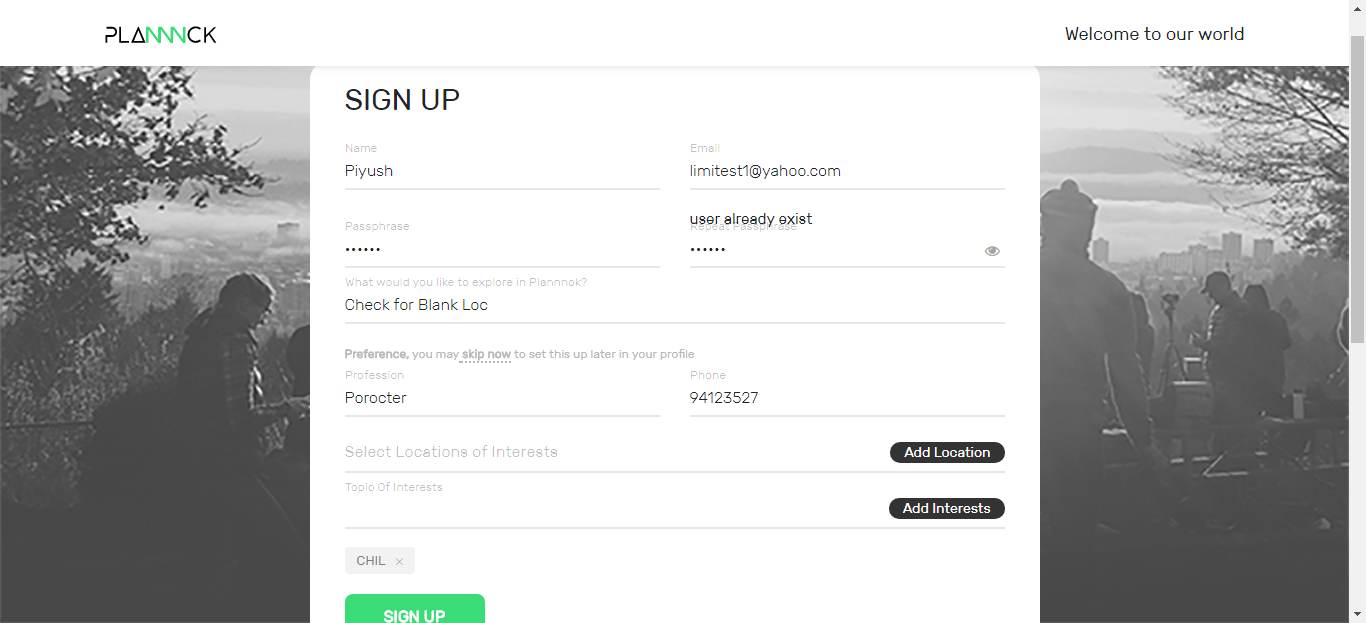 PLANNNCK
Welcome to our world
SIGN UP
Name
Email
Piyush
limitest1@yahoo.com
user already exist
Passphrase
Repeat Passphrase
••••••
••••••
What would you like to explore in Plannnok?
Check for Blank Loc
Preference, you may skip now to set this up later in your profile
Profession
Phone
Porocter
94123527
Select Locations of Interests
Add Location
Topio Of Interests
Add Interests
CHIL ×
SIGN UP